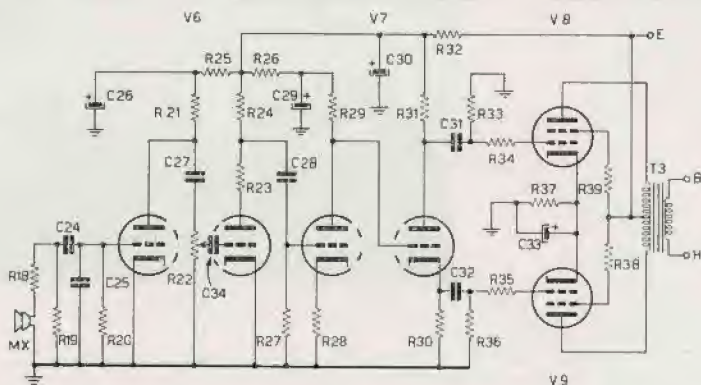 V6 V7 V8
R25 R26 R32 E
C26 C30
R21 R24 C29 R29 R31 C31 R33
C27 C28 R34 T3
R23 R37 R39 B
C24 C33
R18 C25 R22 C34 C32 R35 R38 H
MX R19 R20 R27 R28 R30 R36
V9